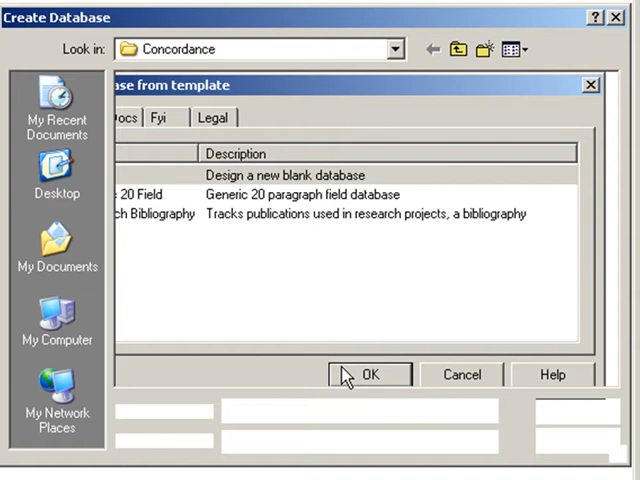 Create Database
Look in: Concordance
ase from template
Docs Fyi Legal
Description
Design a new blank database
20 Field Generic 20 paragraph field database
ch Bibliography Tracks publications used in research projects, a bibliography
OK Cancel Help
My Recent
Documents
Desktop
My Documents
My Computer
My Network
Places